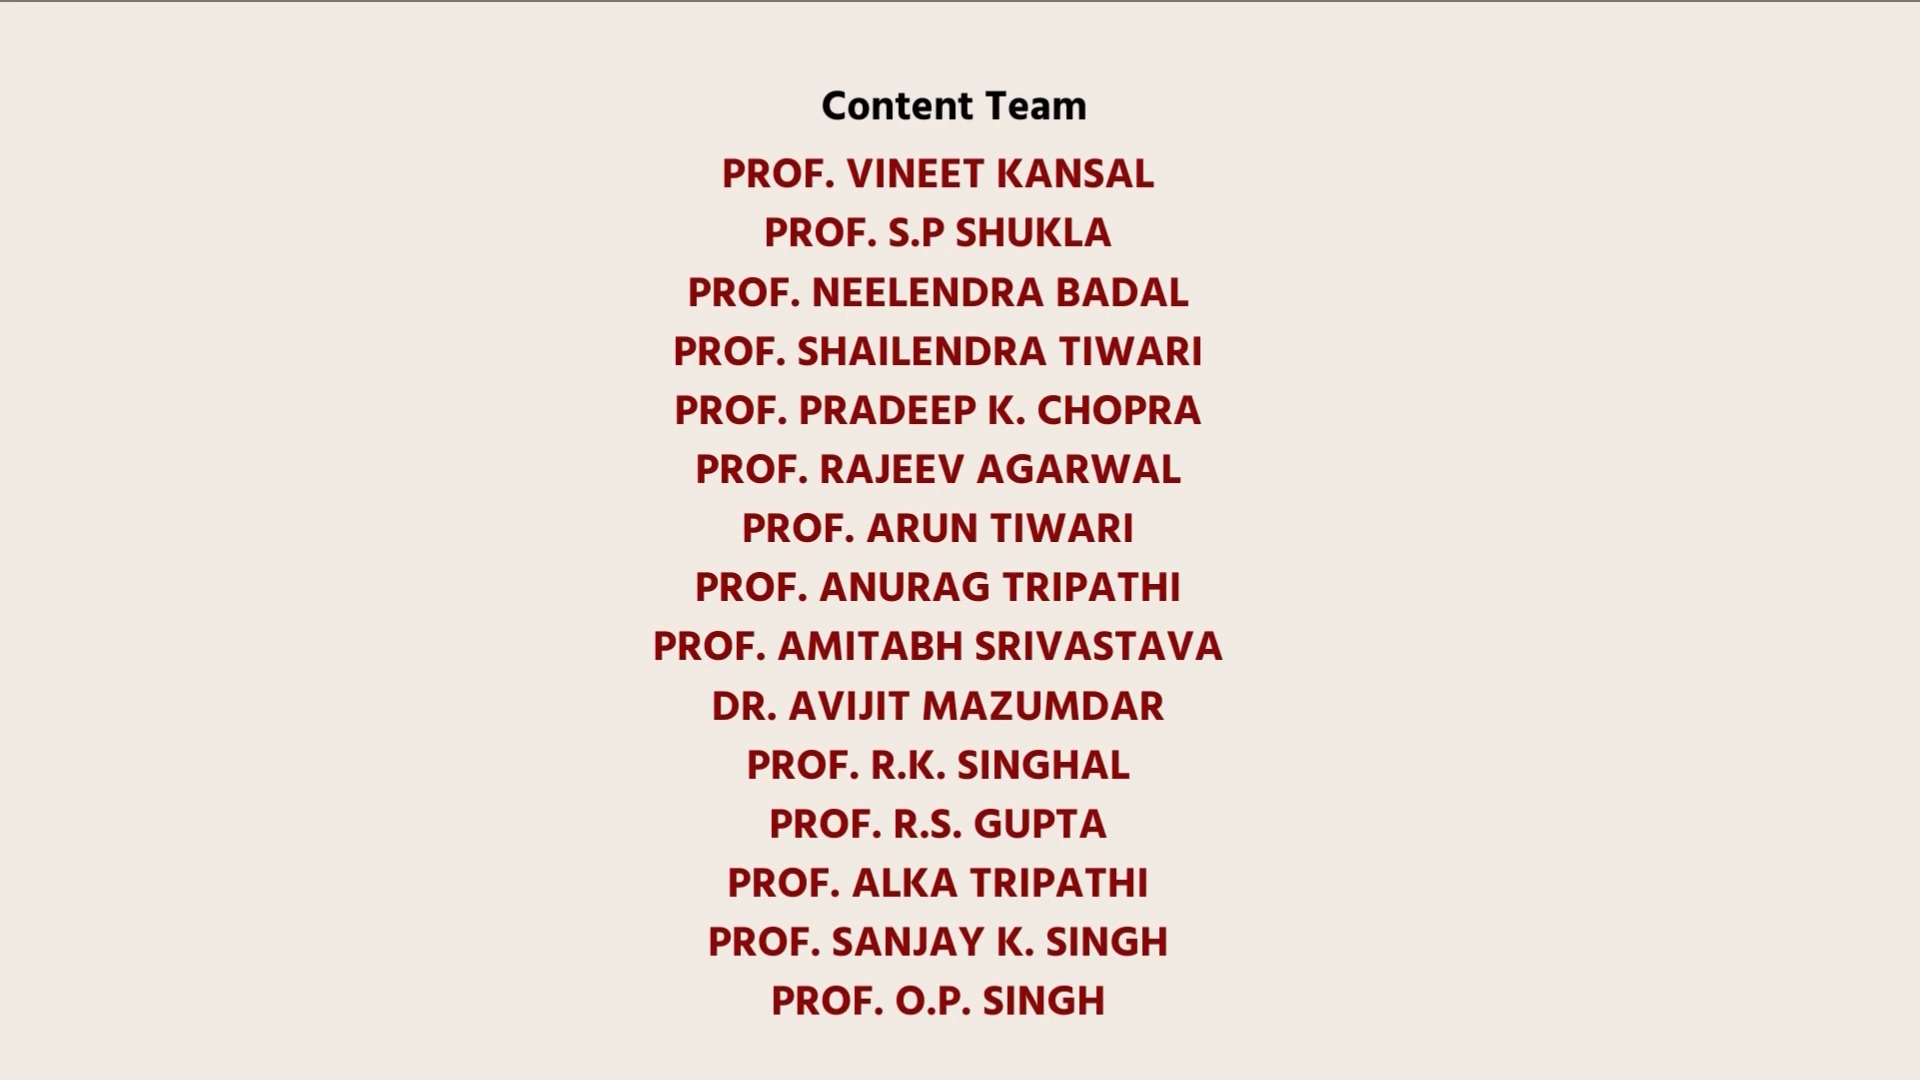 Content Team
PROF. VINEET KANSAL
PROF. S.P SHUKLA
PROF. NEELENDRA BADAL
PROF. SHAILENDRA TIWARI
PROF. PRADEEP K. CHOPRA
PROF. RAJEEV AGARWAL
PROF. ARUN TIWARI
PROF. ANURAG TRIPATHI
PROF. AMITABH SRIVASTAVA
DR. AVIJIT MAZUMDAR
PROF. R.K. SINGHAL
PROF. R.S. GUPTA
PROF. ALKA TRIPATHI
PROF. SANJAY K. SINGH
PROF. O.P. SINGH